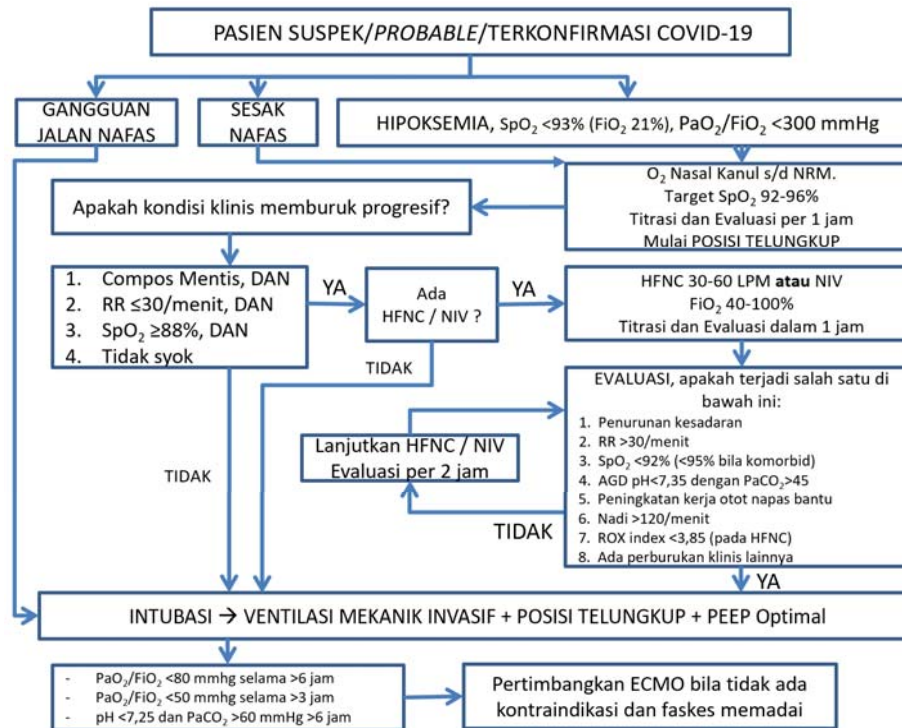 PASIEN SUSPEK/PROBABLE/TERKONFIRMASI COVID-19
GANGGUAN
JALAN NAFAS
SESAK
NAFAS
HIPOKSEMIA, SpO₂ <93% (FiO₂ 21%), PaO₂/FiO₂ <300 mmHg
O₂ Nasal Kanul s/d NRM.
Target SpO₂ 92-96%
Titrasi dan Evaluasi per 1 jam
Mulai POSISI TELUNGKUP
Apakah kondisi klinis memburuk progresif?
1. Compos Mentis, DAN
2. RR ≤30/menit, DAN
3. SpO₂ ≥88%, DAN
4. Tidak syok
YA
Ada
HFNC / NIV ?
YA
HFNC 30-60 LPM atau NIV
FiO₂ 40-100%
Titrasi dan Evaluasi dalam 1 jam
TIDAK
EVALUASI, apakah terjadi salah satu di
bawah ini:
1. Penurunan kesadaran
2. RR >30/menit
3. SpO₂ <92% (<95% bila komorbid)
4. AGD pH<7,35 dengan PaCO₂>45
5. Peningkatan kerja otot napas bantu
6. Nadi >120/menit
7. ROX index <3,85 (pada HFNC)
8. Ada perburukan klinis lainnya
Lanjutkan HFNC / NIV
Evaluasi per 2 jam
TIDAK
TIDAK
YA
INTUBASI → VENTILASI MEKANIK INVASIF + POSISI TELUNGKUP + PEEP Optimal
- PaO₂/FiO₂ <80 mmhg selama >6 jam
- PaO₂/FiO₂ <50 mmhg selama >3 jam
- pH <7,25 dan PaCO₂ >60 mmHg >6 jam
Pertimbangkan ECMO bila tidak ada
kontraindikasi dan faskes memadai